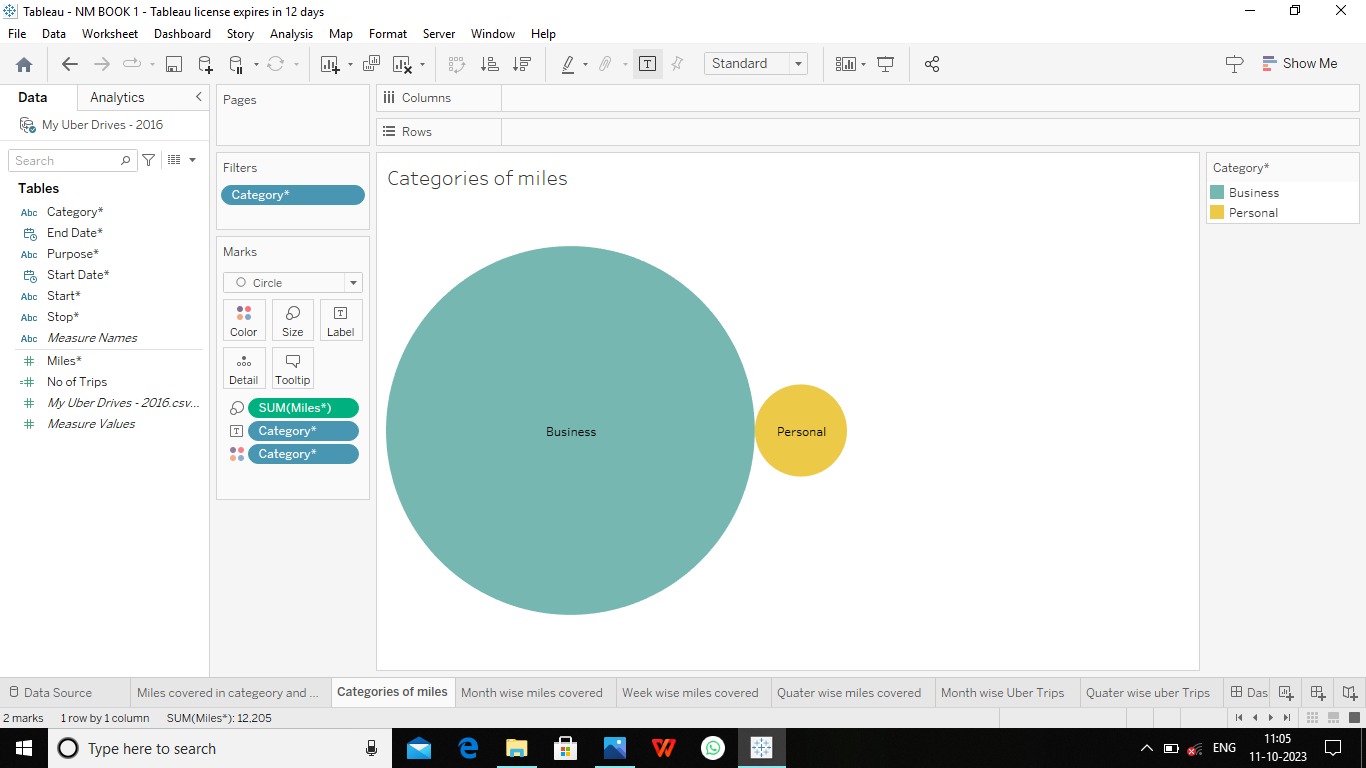 Tableau - NM BOOK 1 - Tableau license expires in 12 days
File Data Worksheet Dashboard Story Analysis Map Format Server Window Help
Standard
Show Me
Data Analytics
My Uber Drives - 2016
Search
Tables
Abc Category*
End Date*
Abc Purpose*
Start Date*
Abc Start*
Abc Stop*
Abc Measure Names
# Miles*
=# No of Trips
# My Uber Drives - 2016.csv...
# Measure Values
Pages
Filters
Category*
Marks
Circle
Color Size T Label
Detail Tooltip
SUM(Miles*)
T Category*
Category*
Columns
Rows
Categories of miles
Business
Personal
Category*
Business
Personal
Data Source Miles covered in categeory and ... Categories of miles Month wise miles covered Week wise miles covered Quater wise miles covered Month wise Uber Trips Quater wise uber Trips Das
2 marks 1 row by 1 column SUM(Miles*): 12,205
Type here to search
ENG
11:05
11-10-2023